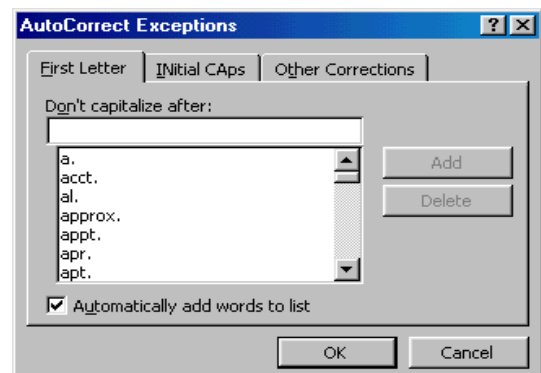 AutoCorrect Exceptions
First Letter INitial CAps Other Corrections
Don't capitalize after:
a.
acct.
al.
approx.
appt.
apr.
apt.
Add
Delete
Automatically add words to list
OK Cancel